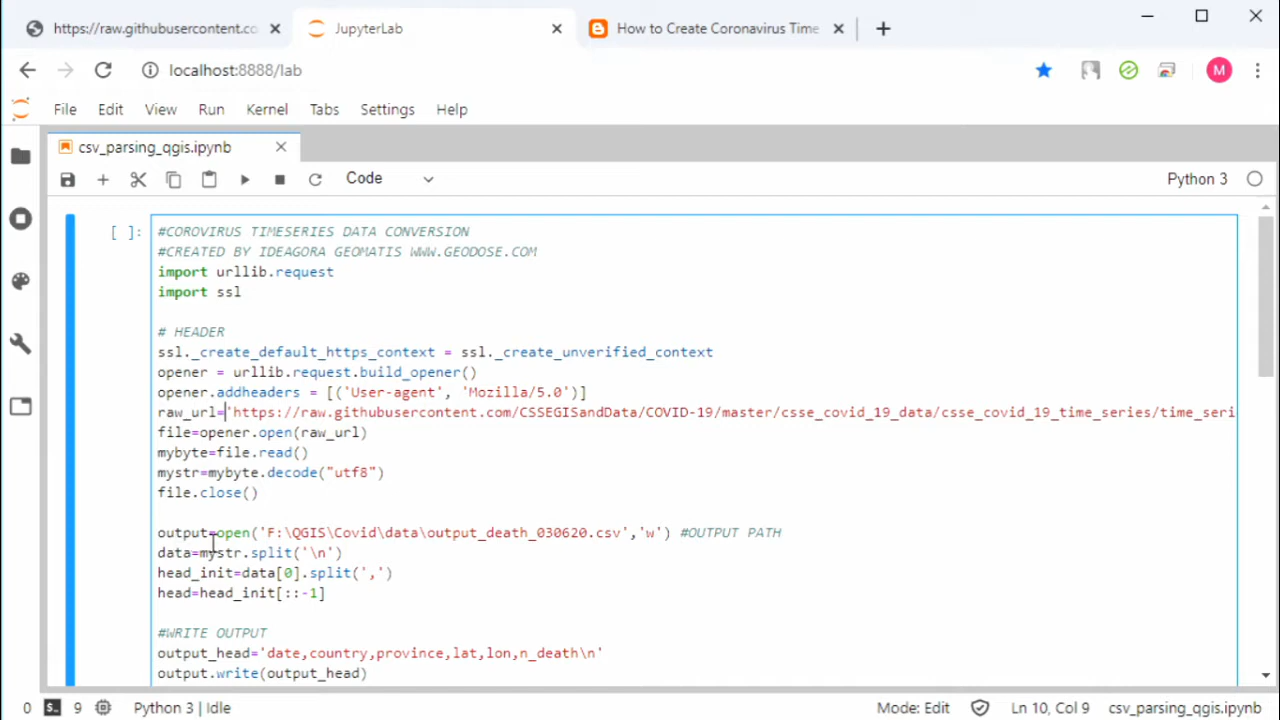 https://raw.githubusercontent.co
JupyterLab
How to Create Coronavirus Time
localhost:8888/lab
M
File Edit View Run Kernel Tabs Settings Help
csv_parsing_qgis.ipynb
Code
Python 3
[ ]:
#COROVIRUS TIMESERIES DATA CONVERSION
#CREATED BY IDEAGORA GEOMATIS WWW.GEODOSE.COM
import urllib.request
import ssl
# HEADER
ssl._create_default_https_context = ssl._create_unverified_context
opener = urllib.request.build_opener()
opener.addheaders = [('User-agent', 'Mozilla/5.0')]
raw_url='https://raw.githubusercontent.com/CSSEGISandData/COVID-19/master/csse_covid_19_data/csse_covid_19_time_series/time_seri
file=opener.open(raw_url)
mybyte=file.read()
mystr=mybyte.decode("utf8")
file.close()
output=open('F:\QGIS\Covid\data\output_death_030620.csv','w') #OUTPUT PATH
data=mystr.split('\n')
head_init=data[0].split(',')
head=head_init[::-1]
#WRITE OUTPUT
output_head='date,country,province,lat,lon,n_death\n'
output.write(output_head)
0 $_ 9 Python 3 | Idle Mode: Edit Ln 10, Col 9 csv_parsing_qgis.ipynb